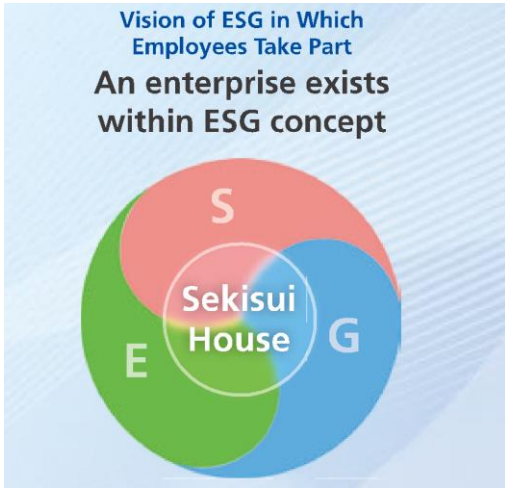 Vision of ESG in Which
Employees Take Part
An enterprise exists
within ESG concept
S
Sekisui
House
E
G